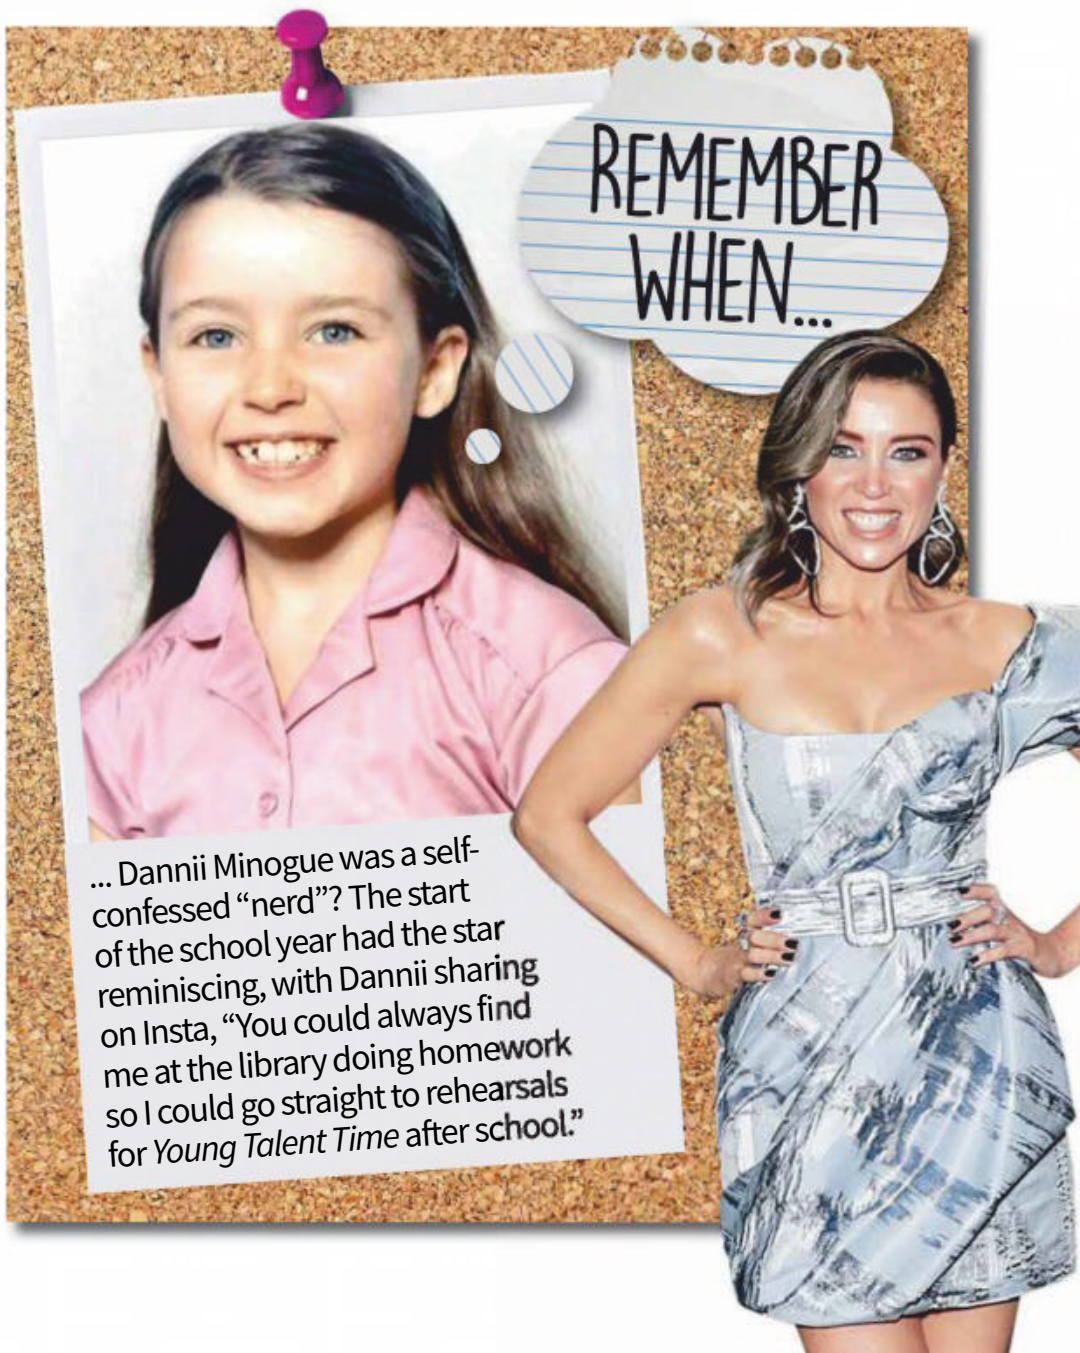 REMEMBER
WHEN...
... Dannii Minogue was a self-
confessed “nerd”? The start
of the school year had the star
reminiscing, with Dannii sharing
on Insta, “You could always find
me at the library doing homework
so I could go straight to rehearsals
for Young Talent Time after school.”